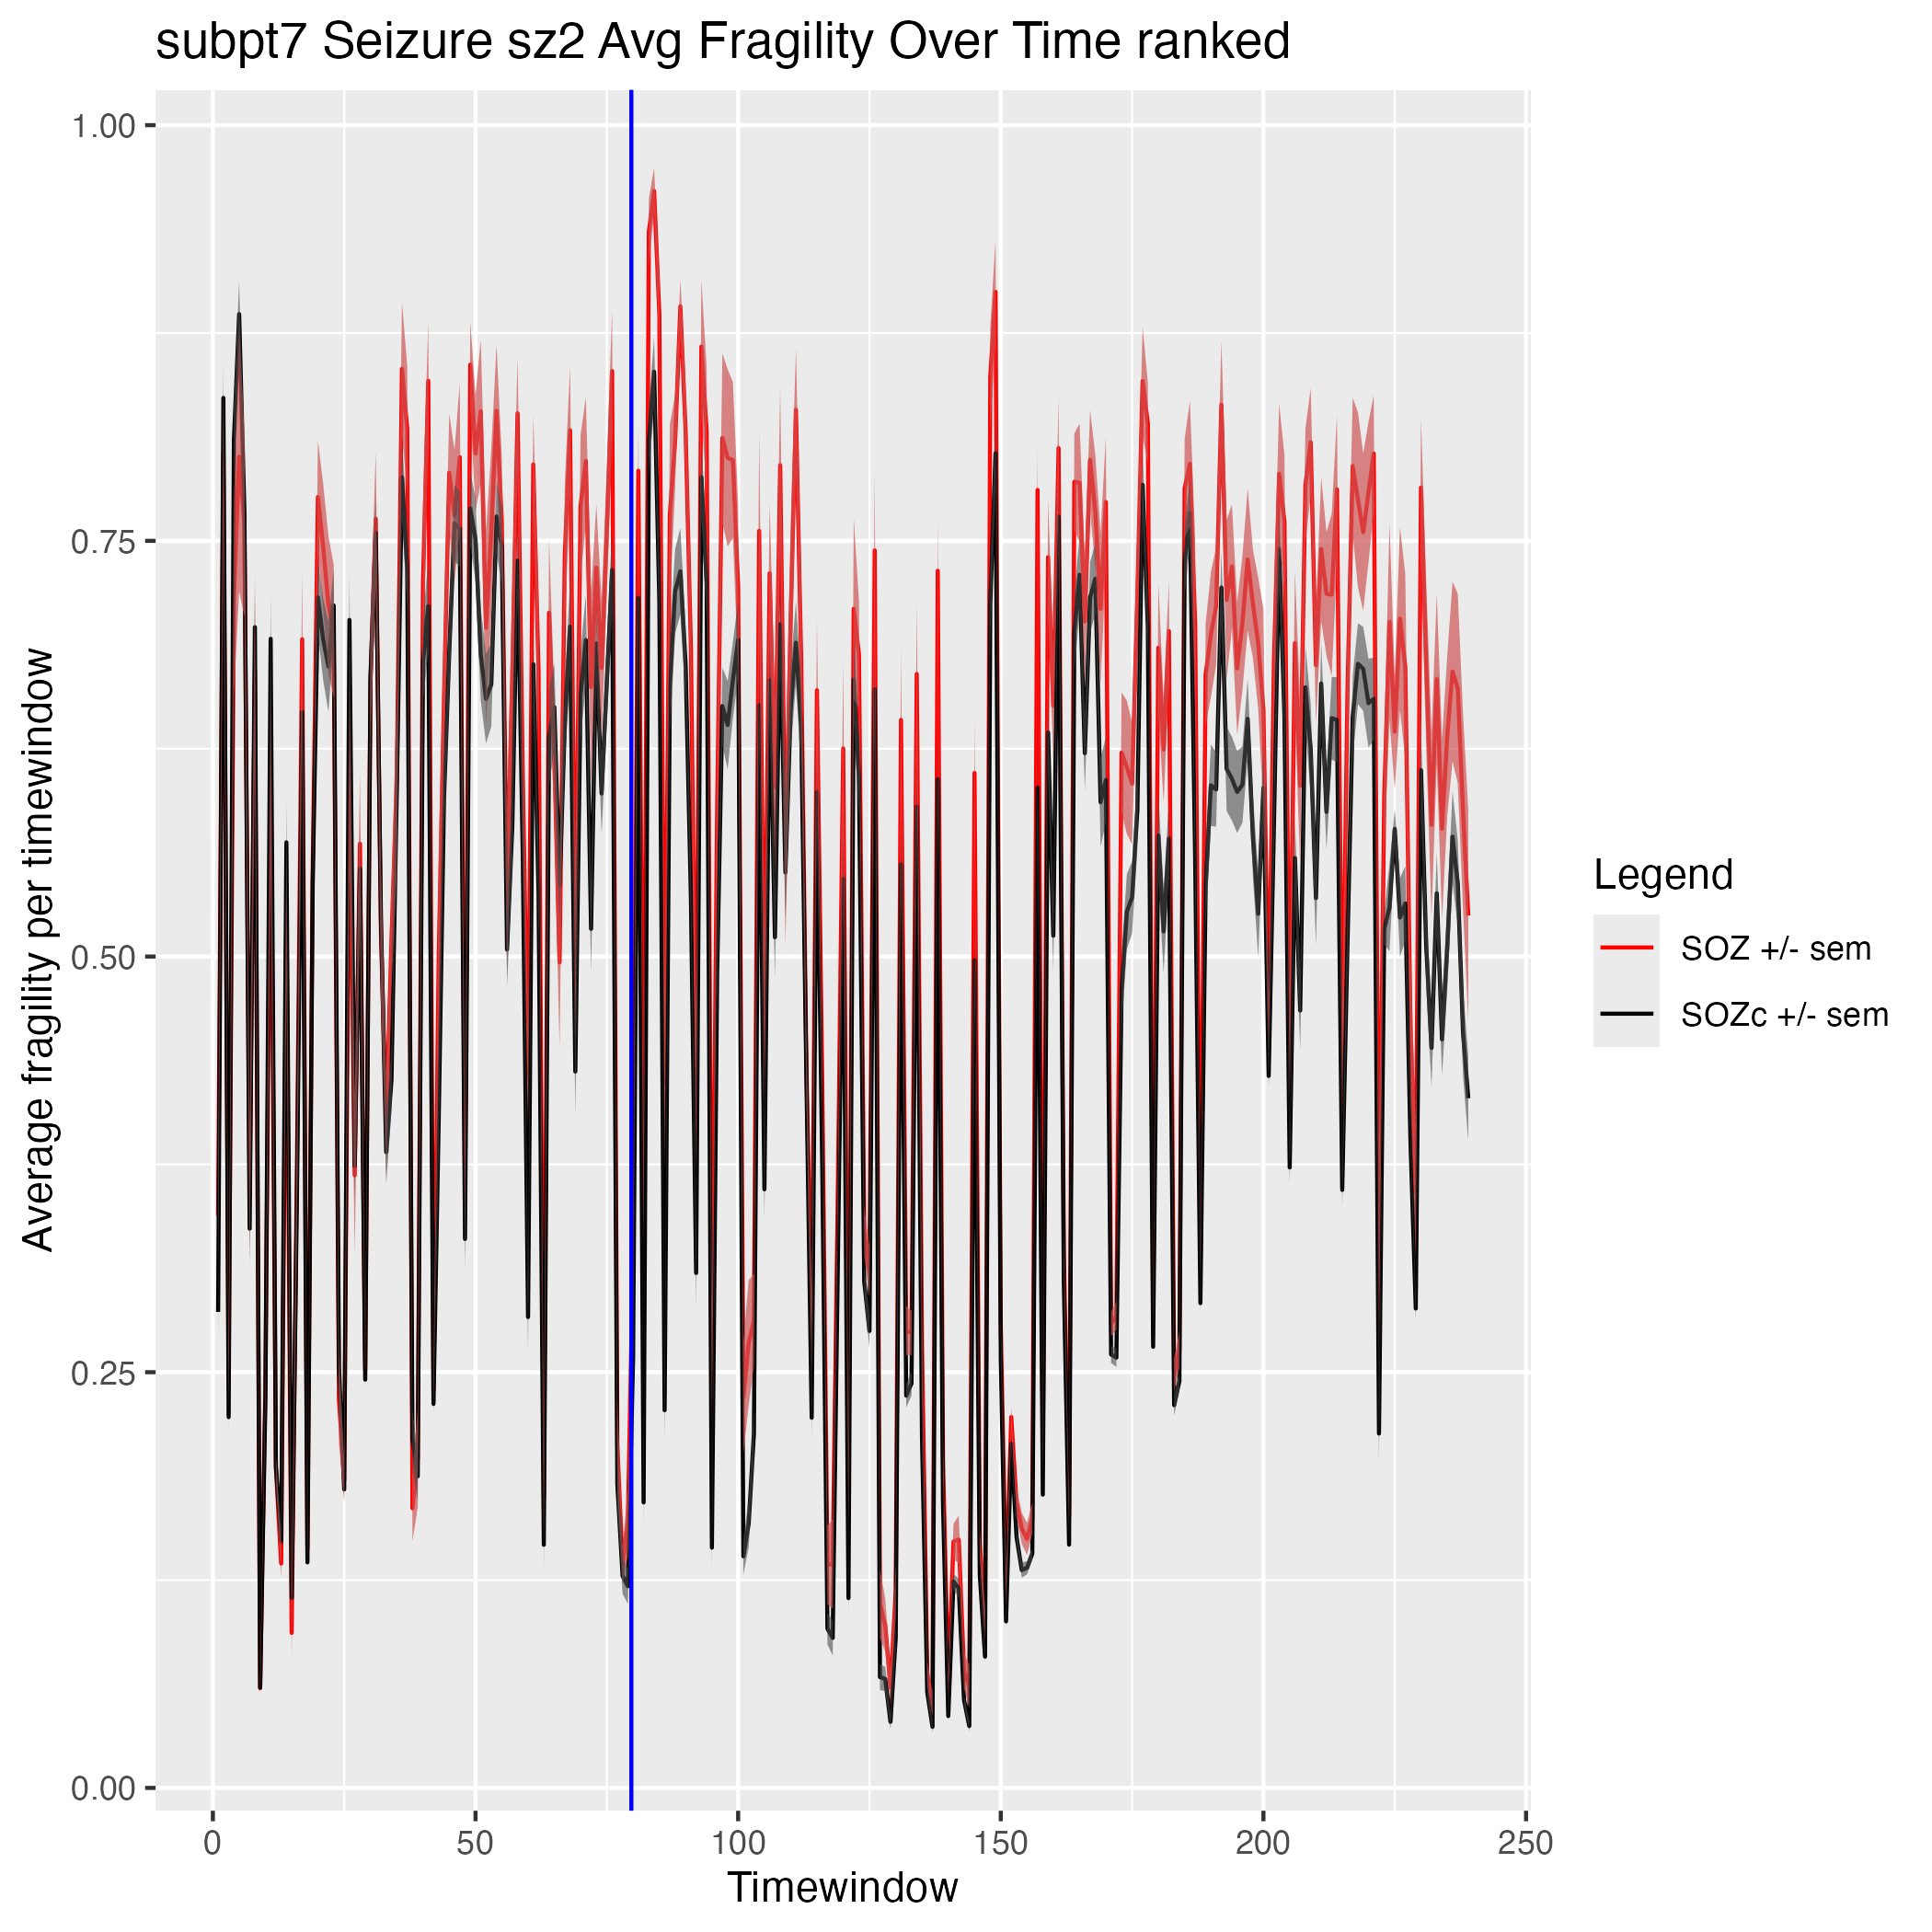 subpt7 Seizure sz2 Avg Fragility Over Time ranked
Average fragility per timewindow
1.00
0.75
0.50
0.25
0.00
0 50 100 150 200 250
Timewindow
Legend
SOZ +/- sem
SOZc +/- sem